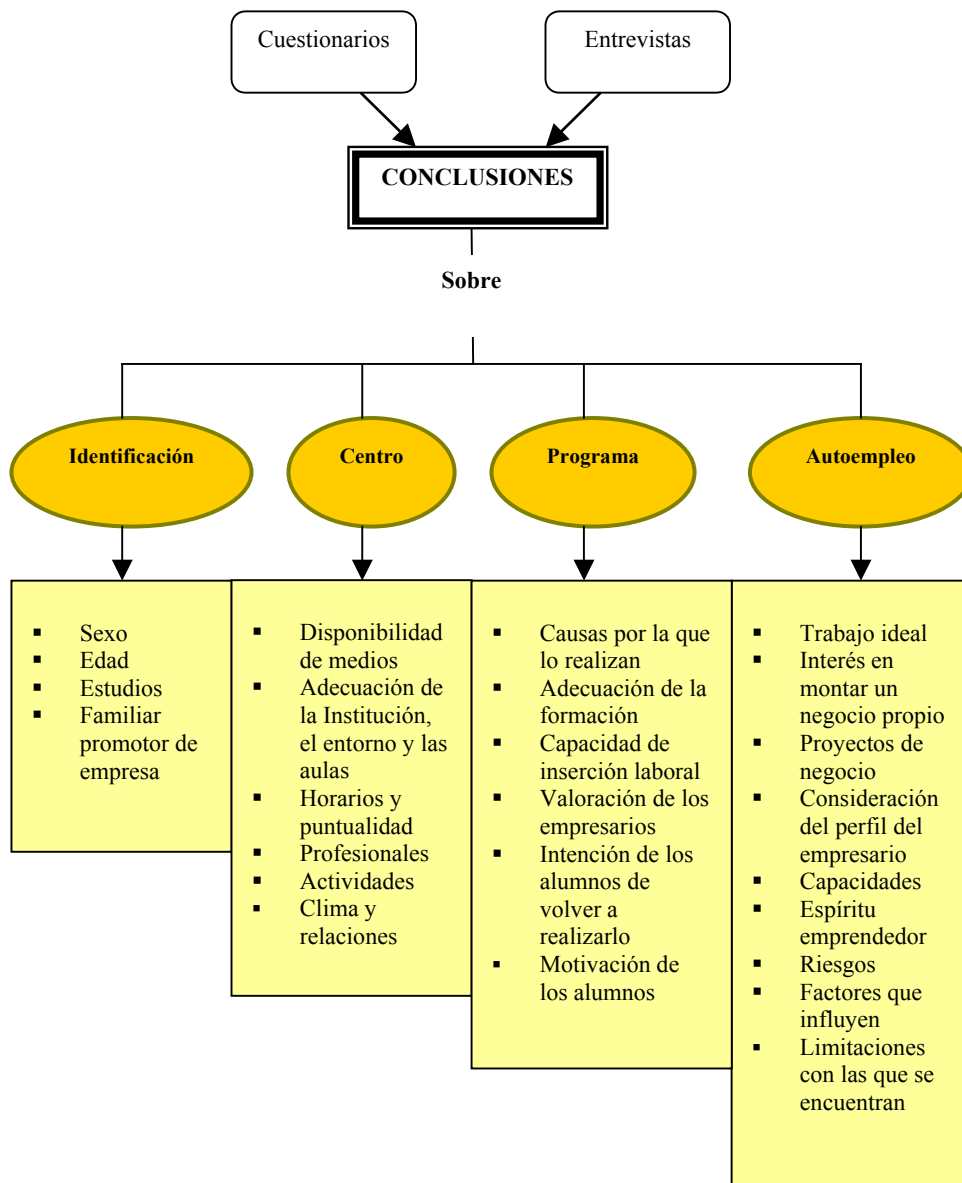 Cuestionarios
Entrevistas
CONCLUSIONES
Sobre
Identificación
Centro
Programa
Autoempleo
▪ Sexo
▪ Edad
▪ Estudios
▪ Familiar
promotor de
empresa
▪ Disponibilidad
de medios
▪ Adecuación de
la Institución,
el entorno y las
aulas
▪ Horarios y
puntualidad
▪ Profesionales
▪ Actividades
▪ Clima y
relaciones
▪ Causas por la que
lo realizan
▪ Adecuación de la
formación
▪ Capacidad de
inserción laboral
▪ Valoración de los
empresarios
▪ Intención de los
alumnos de
volver a
realizarlo
▪ Motivación de
los alumnos
▪ Trabajo ideal
▪ Interés en
montar un
negocio propio
▪ Proyectos de
negocio
▪ Consideración
del perfil del
empresario
▪ Capacidades
▪ Espíritu
emprendedor
▪ Riesgos
▪ Factores que
influyen
▪ Limitaciones
con las que se
encuentran